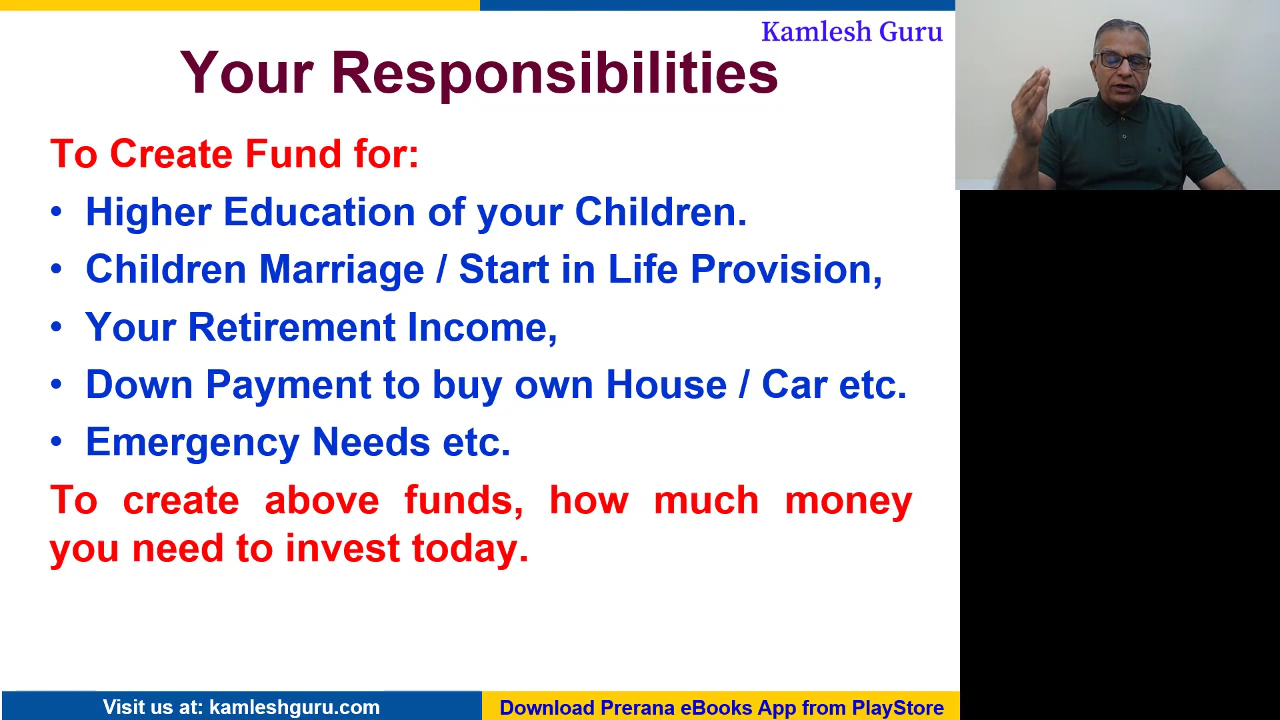 Kamlesh Guru
Your Responsibilities
To Create Fund for:
• Higher Education of your Children.
• Children Marriage / Start in Life Provision,
• Your Retirement Income,
• Down Payment to buy own House / Car etc.
• Emergency Needs etc.
To create above funds, how much money
you need to invest today.
Visit us at: kamleshguru.com
Download Prerana eBooks App from PlayStore